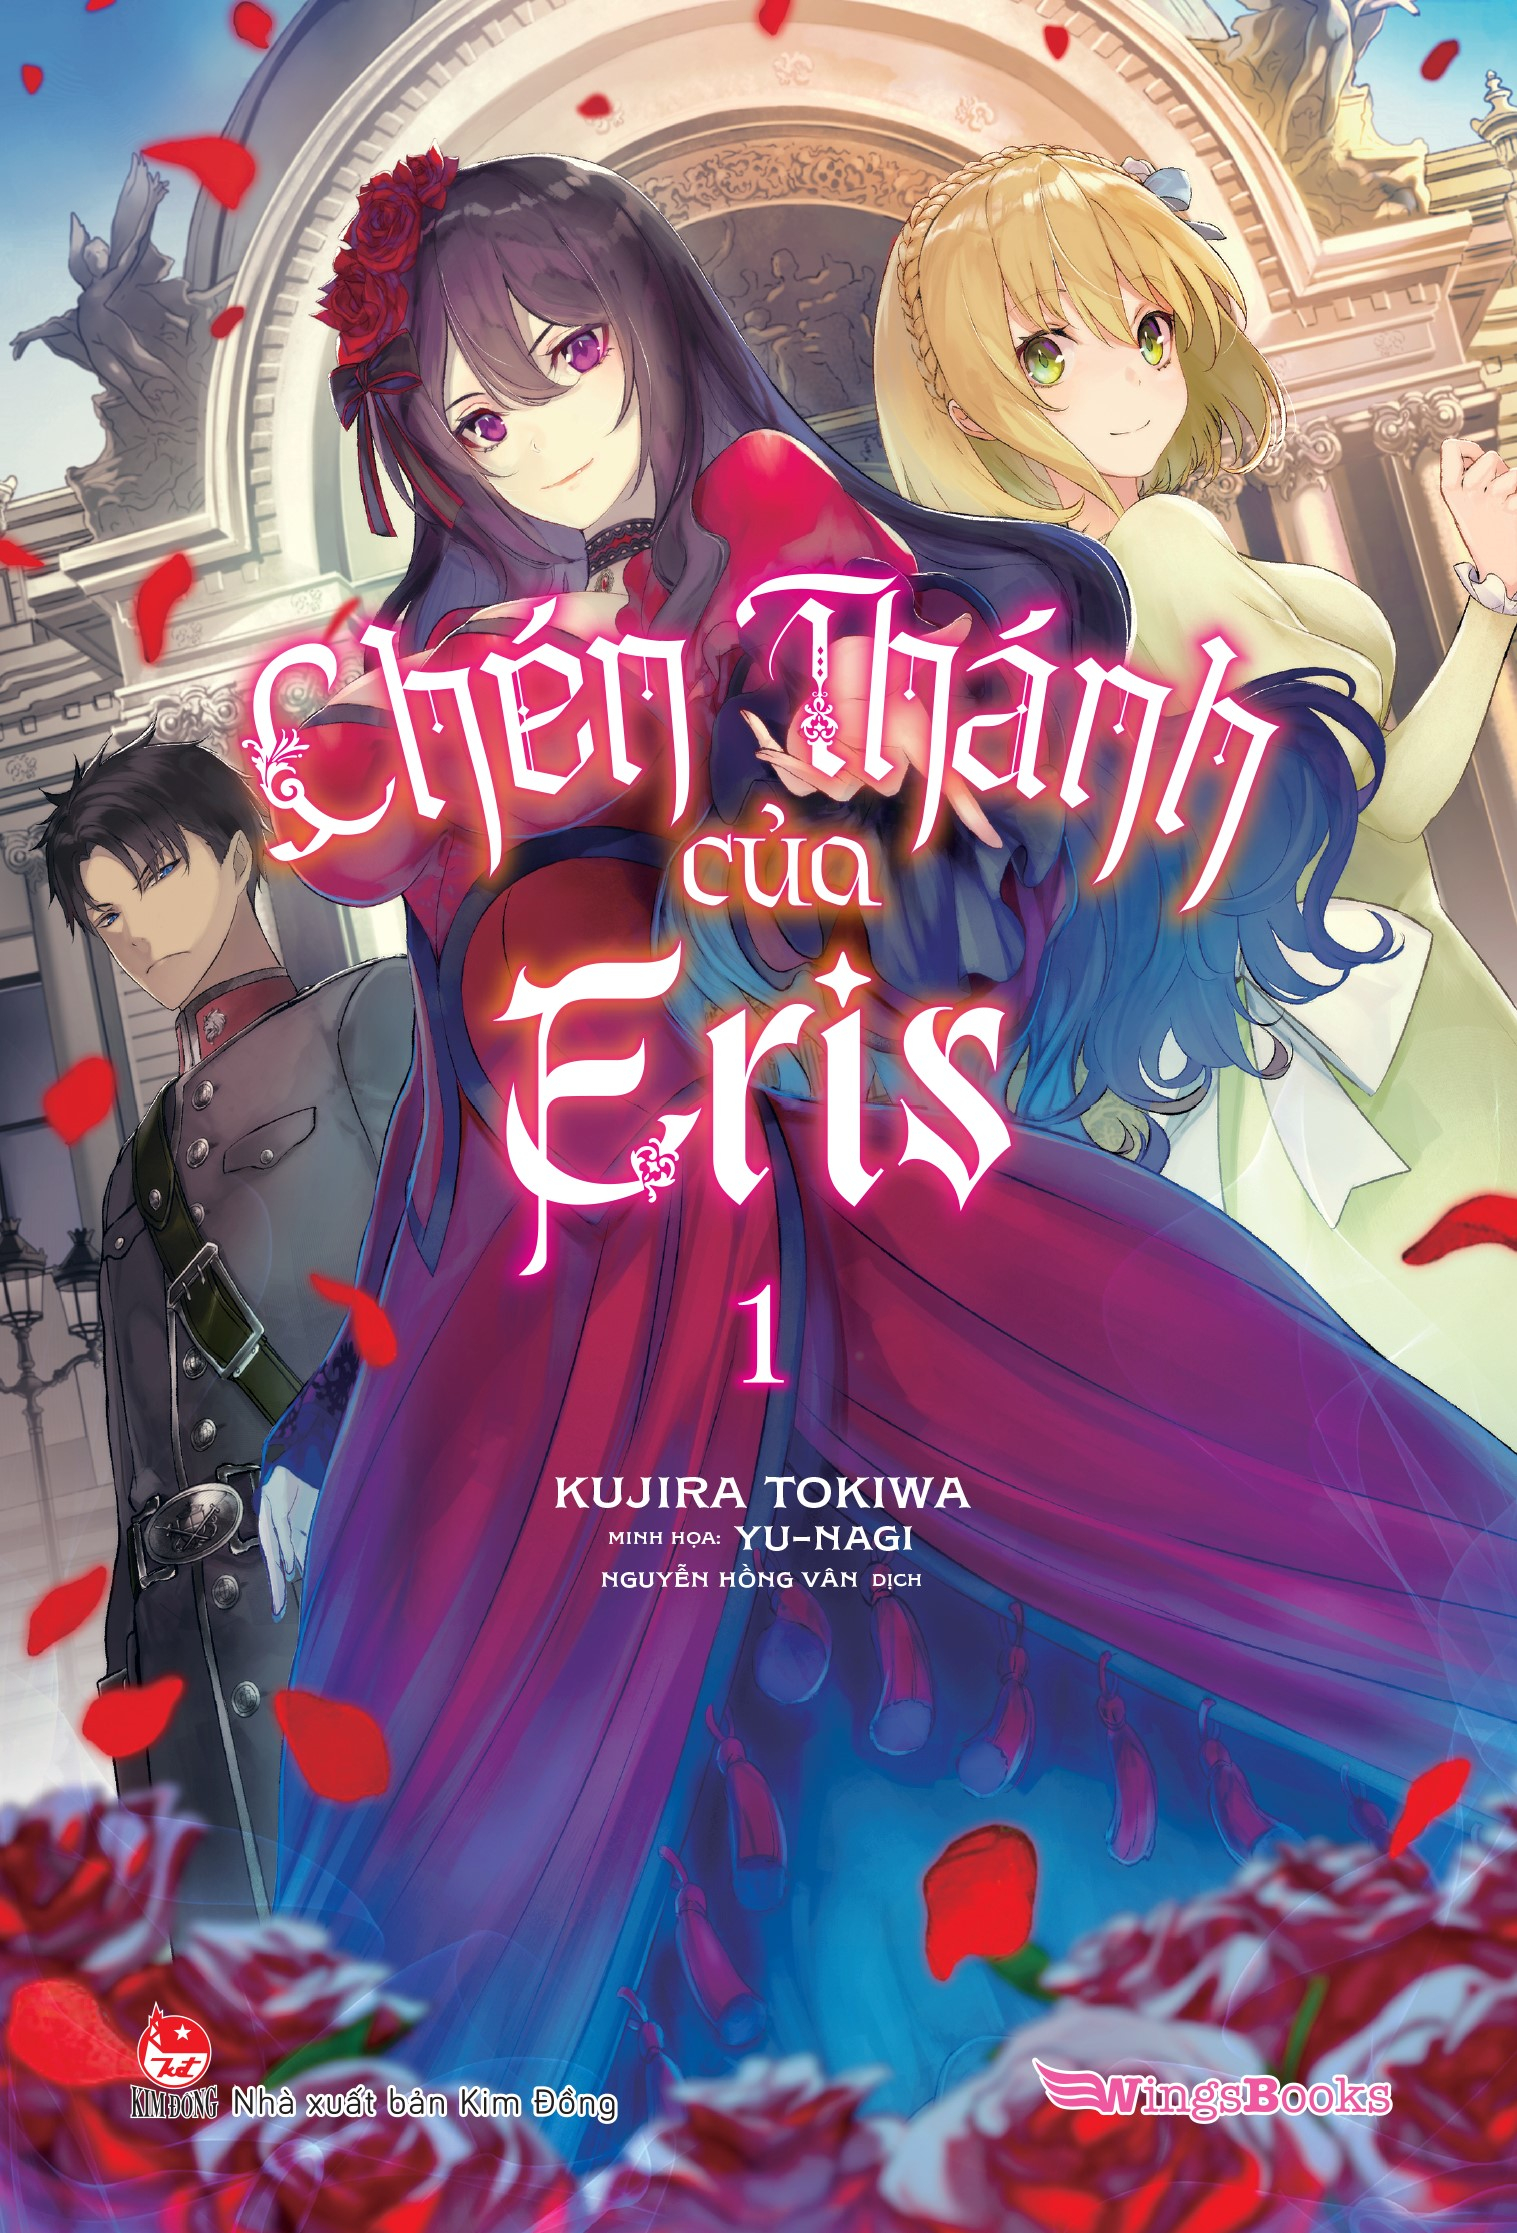 Chén Thánh
của
Eris
1
KUJIRA TOKIWA
MINH HỌA: YU-NAGI
NGUYỄN HỒNG VÂN DỊCH
Kđt
KIM ĐỒNG
Nhà xuất bản Kim Đồng
WingsBooks